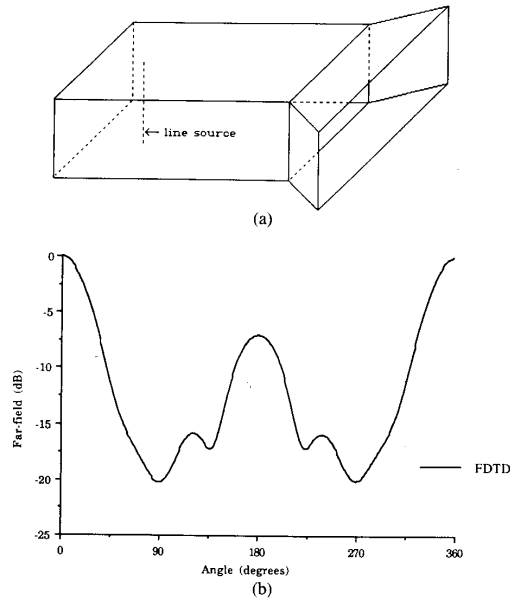 ← line source
(a)
0
-5
-10
-15
-20
-25
Far-field (dB)
FDTD
0 90 180 270 360
Angle (degrees)
(b)